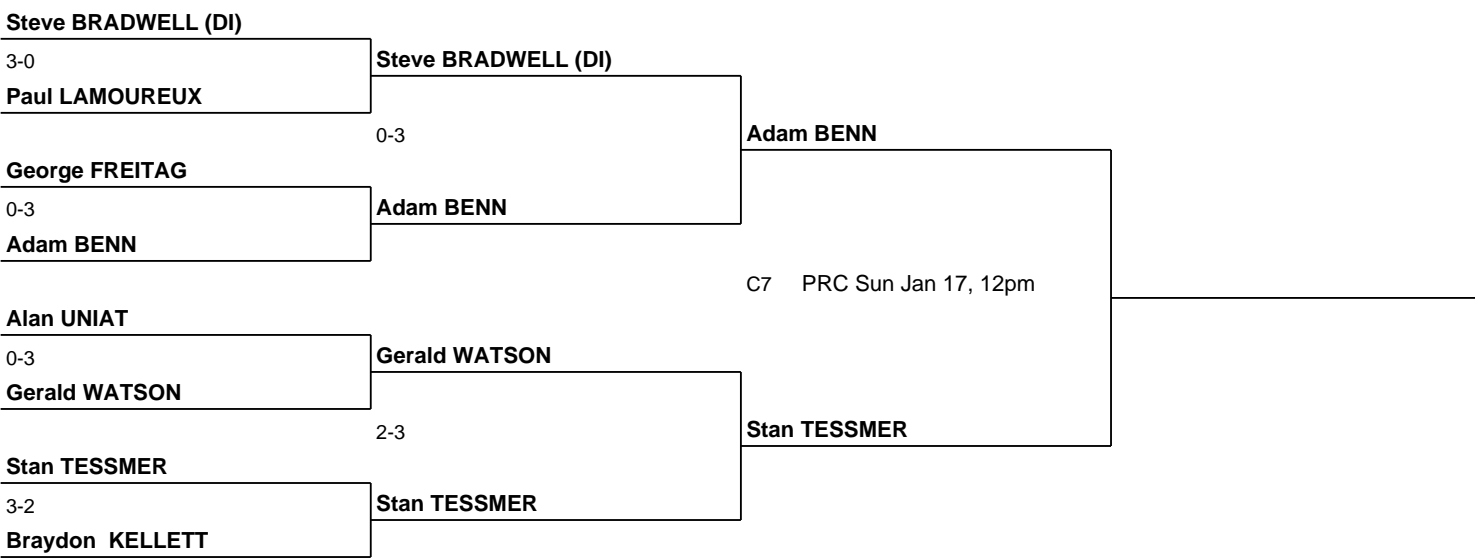 Steve BRADWELL (DI)
3-0
Steve BRADWELL (DI)
Paul LAMOUREUX
0-3
Adam BENN
George FREITAG
0-3
Adam BENN
Adam BENN
C7 PRC Sun Jan 17, 12pm
Alan UNIAT
0-3
Gerald WATSON
Gerald WATSON
2-3
Stan TESSMER
Stan TESSMER
3-2
Stan TESSMER
Braydon KELLETT